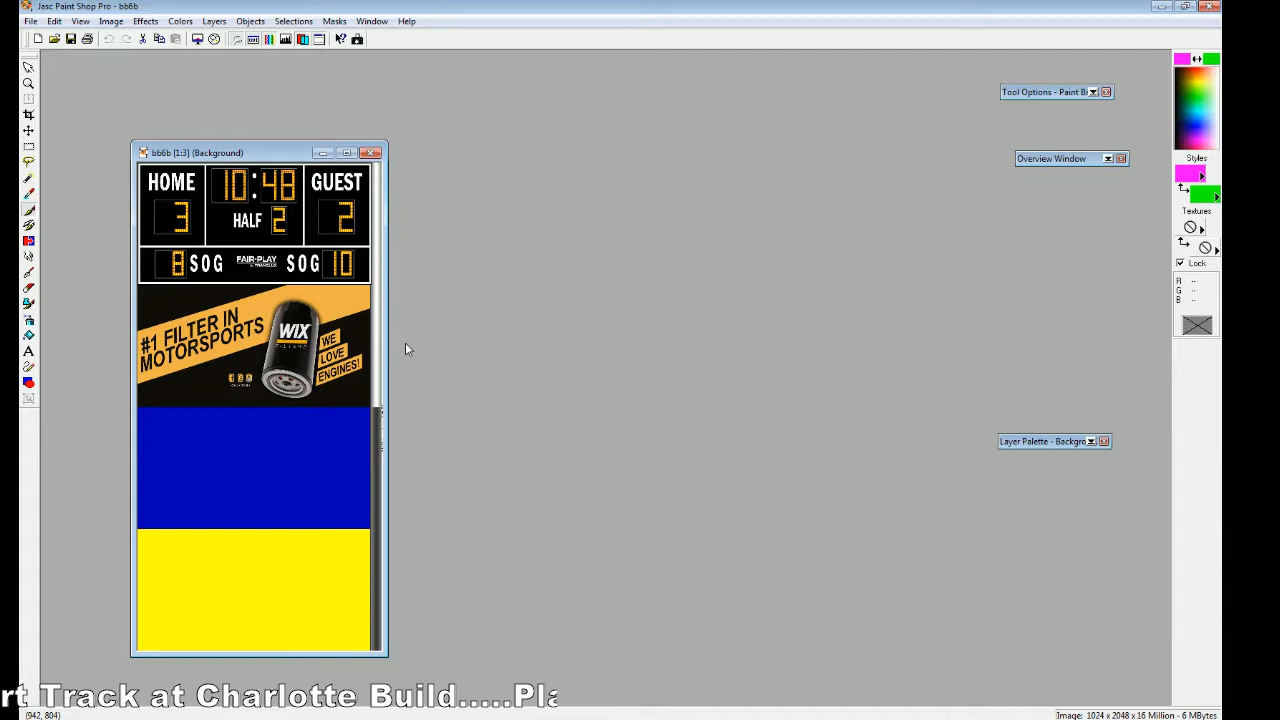 Jasc Paint Shop Pro - bb6b
File Edit View Image Effects Colors Layers Objects Selections Masks Window Help
Tool Options - Paint Br
Overview Window
Styles
Textures
Lock
R --
G --
B --
Layer Palette - Backgro
bb6b [1:3] (Background)
HOME 10:48 GUEST
3 HALF 2 2
8 SOG FAIR-PLAY SOG 10
#1 FILTER IN
MOTORSPORTS
WIX
FILTERS
WE
LOVE
ENGINES!
rt Track at Charlotte Build.....Pla
(942, 804)
Image: 1024 x 2048 x 16 Million - 6 MBytes